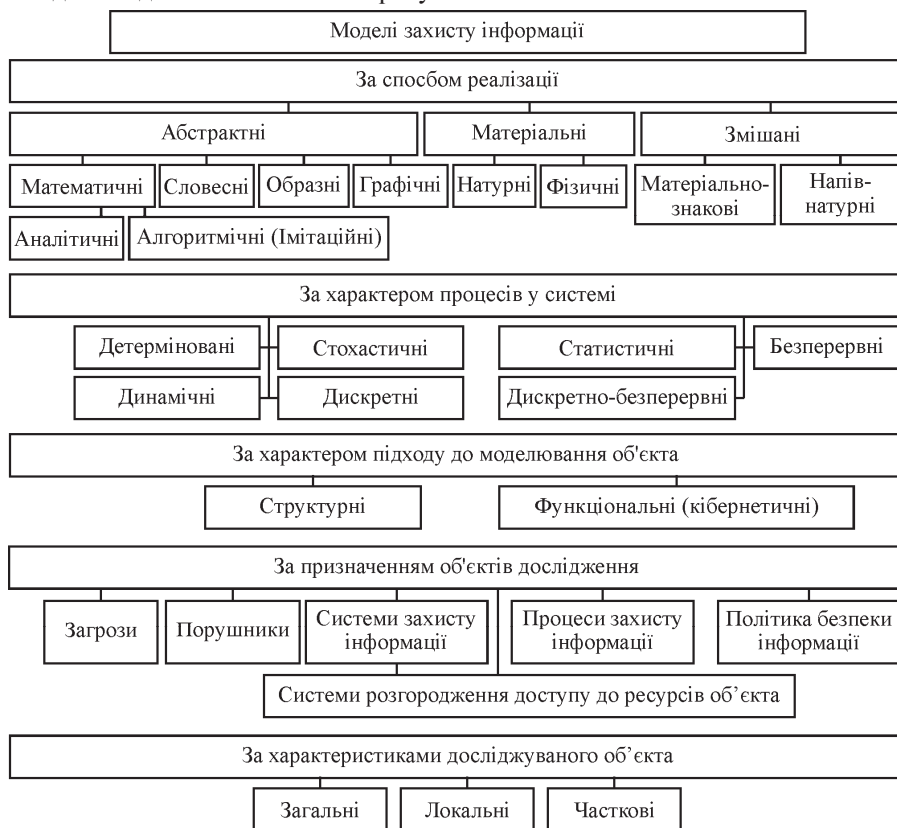 Моделі захисту інформації
За спосбом реалізації
Абстрактні
Матеріальні
Змішані
Математичні
Словесні
Образні
Графічні
Натурні
Фізичні
Матеріально-
знакові
Напів-
натурні
Аналітичні
Алгоритмічні (Імітаційні)
За характером процесів у системі
Детерміновані
Стохастичні
Статистичні
Безперервні
Динамічні
Дискретні
Дискретно-безперервні
За характером підходу до моделювання об'єкта
Структурні
Функціональні (кібернетичні)
За призначенням об'єктів дослідження
Загрози
Порушники
Системи захисту
інформації
Процеси захисту
інформації
Політика безпеки
інформації
Системи розгородження доступу до ресурсів об’єкта
За характеристиками досліджуваного об’єкта
Загальні
Локальні
Часткові